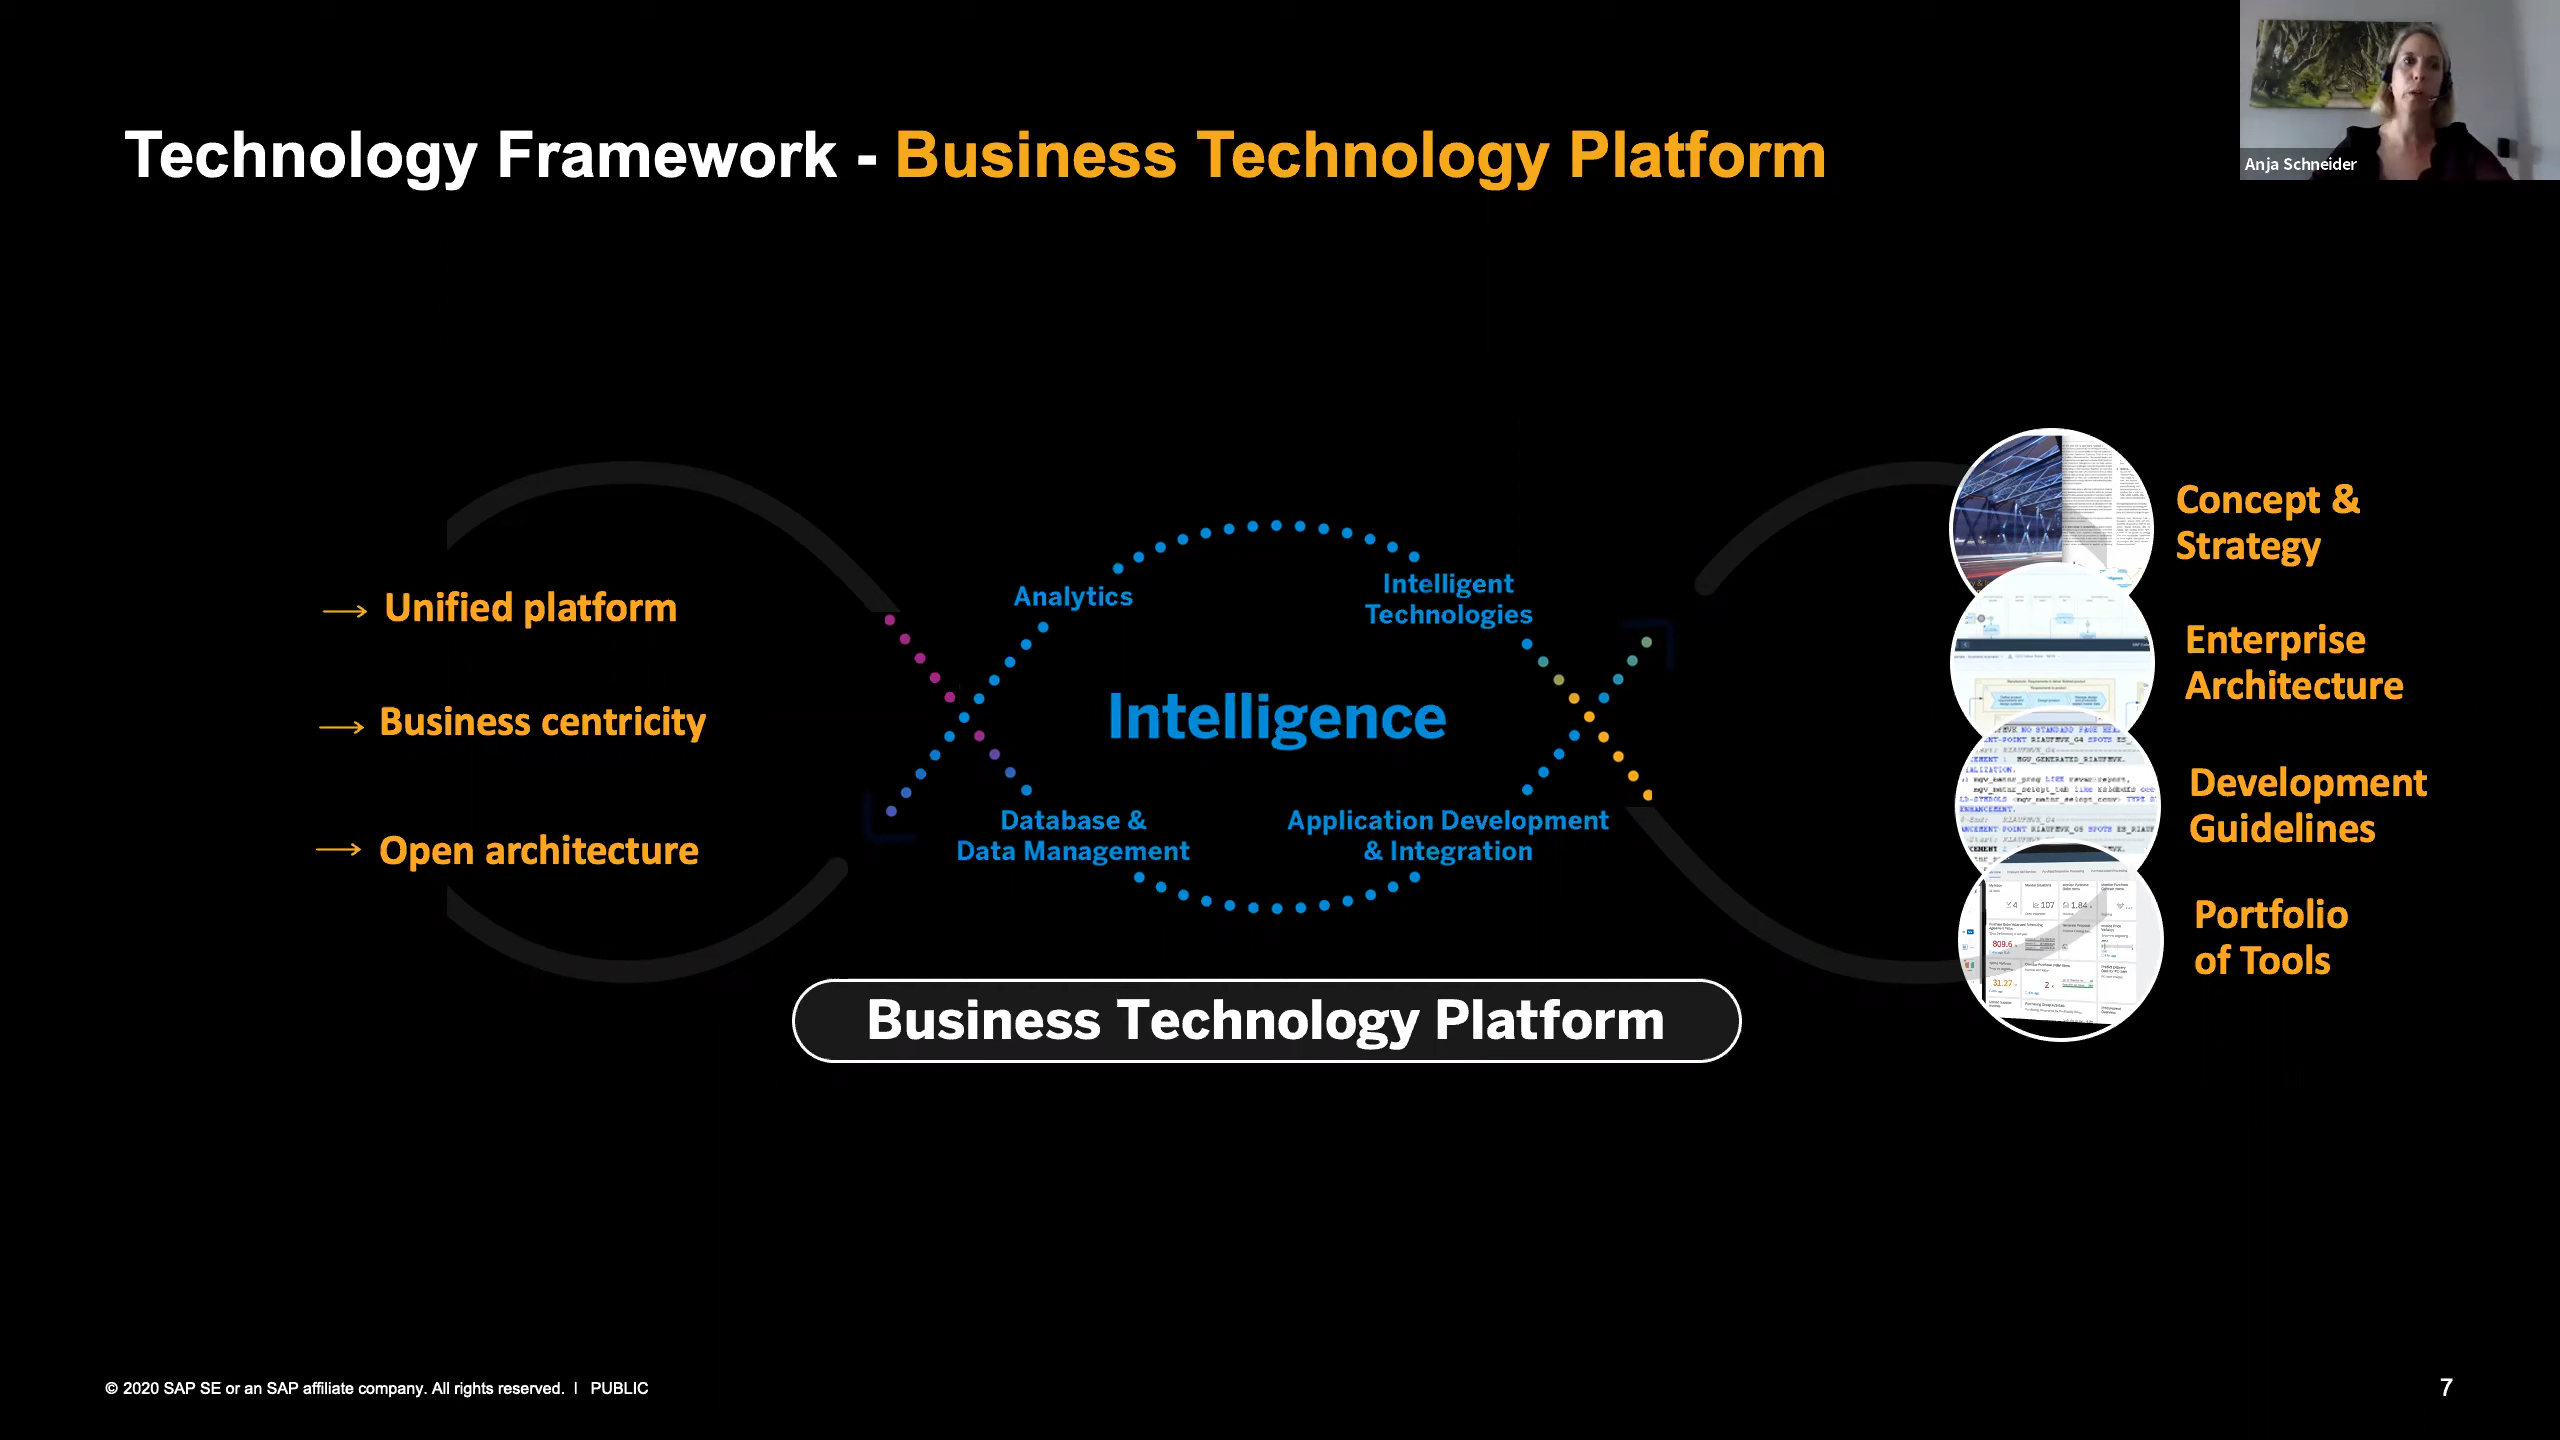 Technology Framework - Business Technology Platform
Anja Schneider
Unified platform
Business centricity
Open architecture
Analytics
Intelligent
Technologies
Intelligence
Database &
Data Management
Application Development
& Integration
Business Technology Platform
Concept &
Strategy
Enterprise
Architecture
Development
Guidelines
Portfolio
of Tools
© 2020 SAP SE or an SAP affiliate company. All rights reserved. | PUBLIC
7